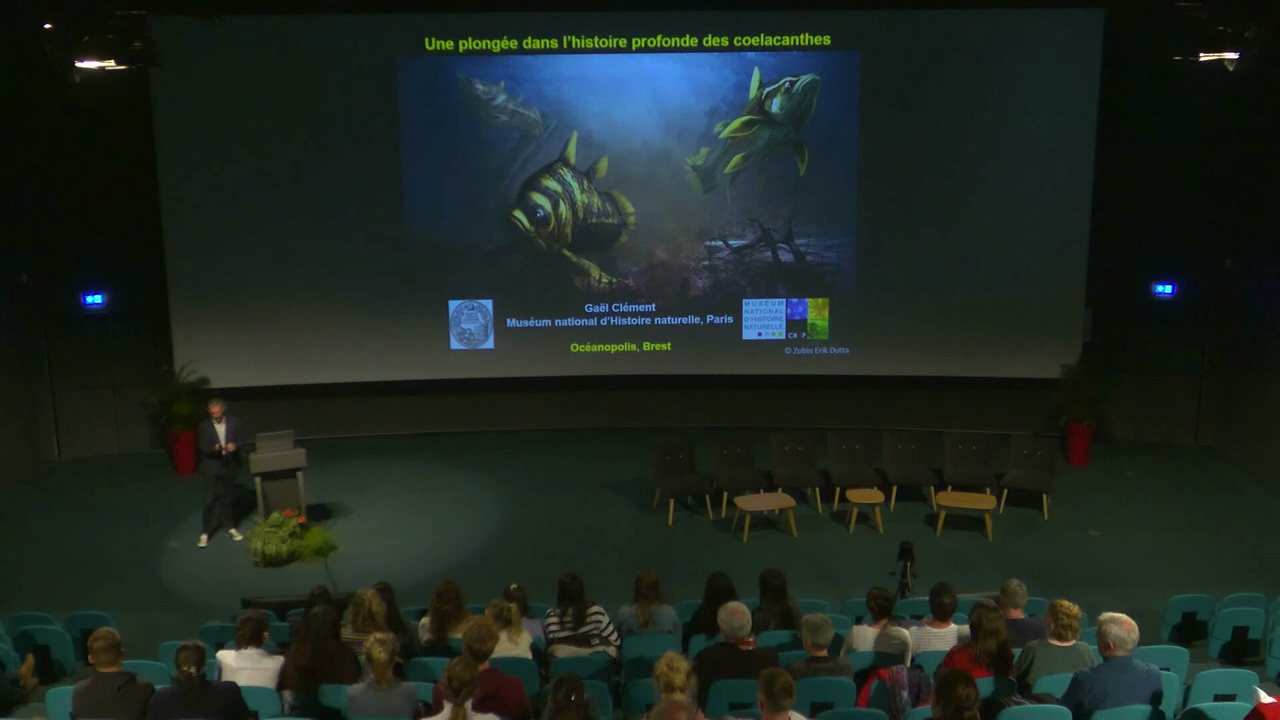 Une plongée dans l'histoire profonde des coelacanthes
Gaël Clément
Muséum national d'Histoire naturelle, Paris
Océanopolis, Brest
MUSÉUM
NATIONAL
D'HISTOIRE
NATURELLE
© Zubin Erik Dutta